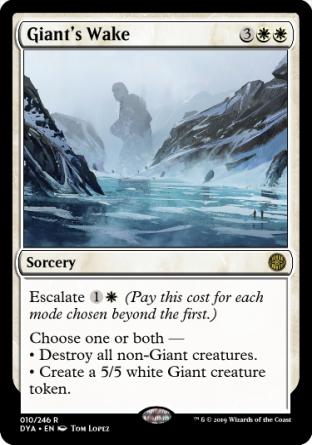 Giant's Wake 3
Sorcery
Escalate 1 (Pay this cost for each
mode chosen beyond the first.)
Choose one or both —
• Destroy all non-Giant creatures.
• Create a 5/5 white Giant creature
token.
010/246 R
DYA • EN Tom Lopez
™ & © 2019 Wizards of the Coast